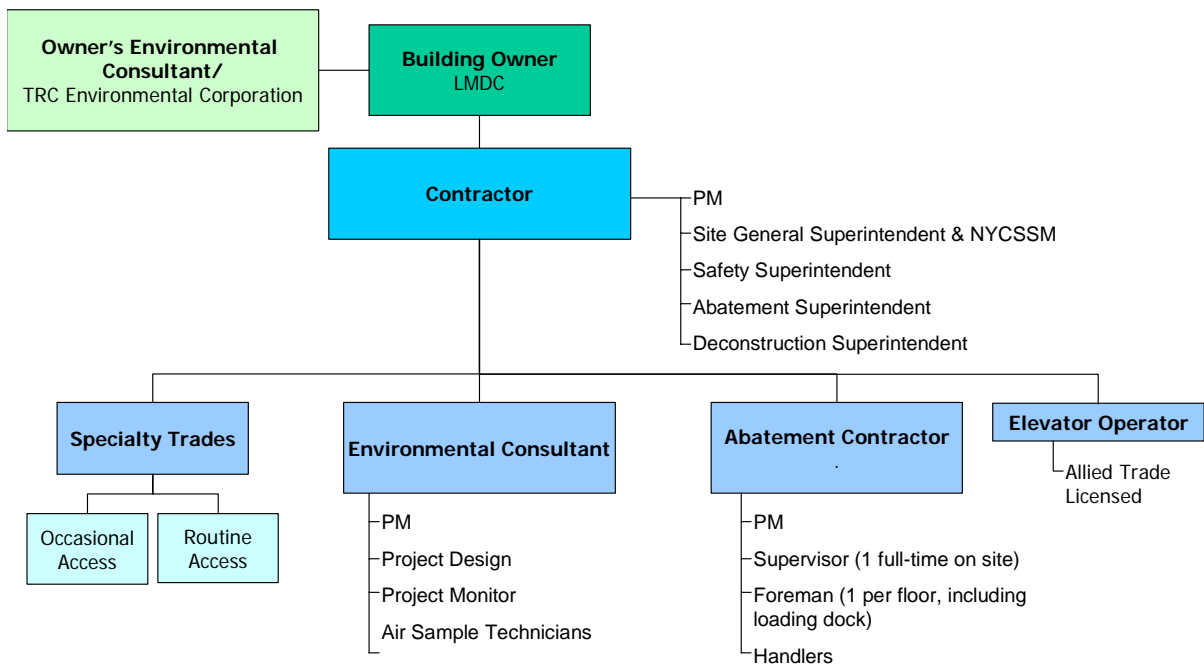 Owner's Environmental
Consultant/
TRC Environmental Corporation
Building Owner
LMDC
Contractor
PM
Site General Superintendent & NYCSSM
Safety Superintendent
Abatement Superintendent
Deconstruction Superintendent
Specialty Trades
Occasional
Access
Routine
Access
Environmental Consultant
PM
Project Design
Project Monitor
Air Sample Technicians
Abatement Contractor
.
PM
Supervisor (1 full-time on site)
Foreman (1 per floor, including
loading dock)
Handlers
Elevator Operator
Allied Trade
Licensed